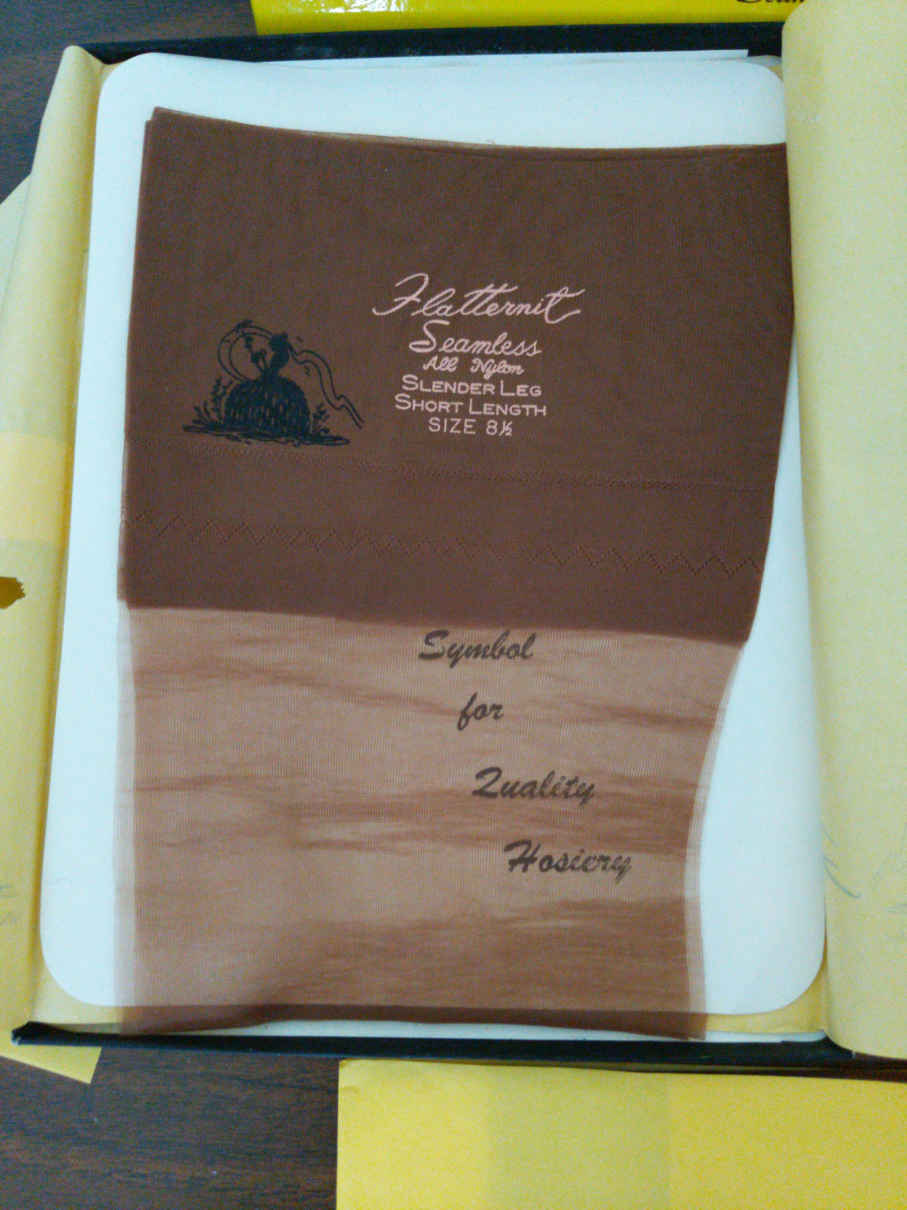 Flatternit
Seamless
All Nylon
SLENDER LEG
SHORT LENGTH
SIZE 8½
Symbol
for
Quality
Hosiery